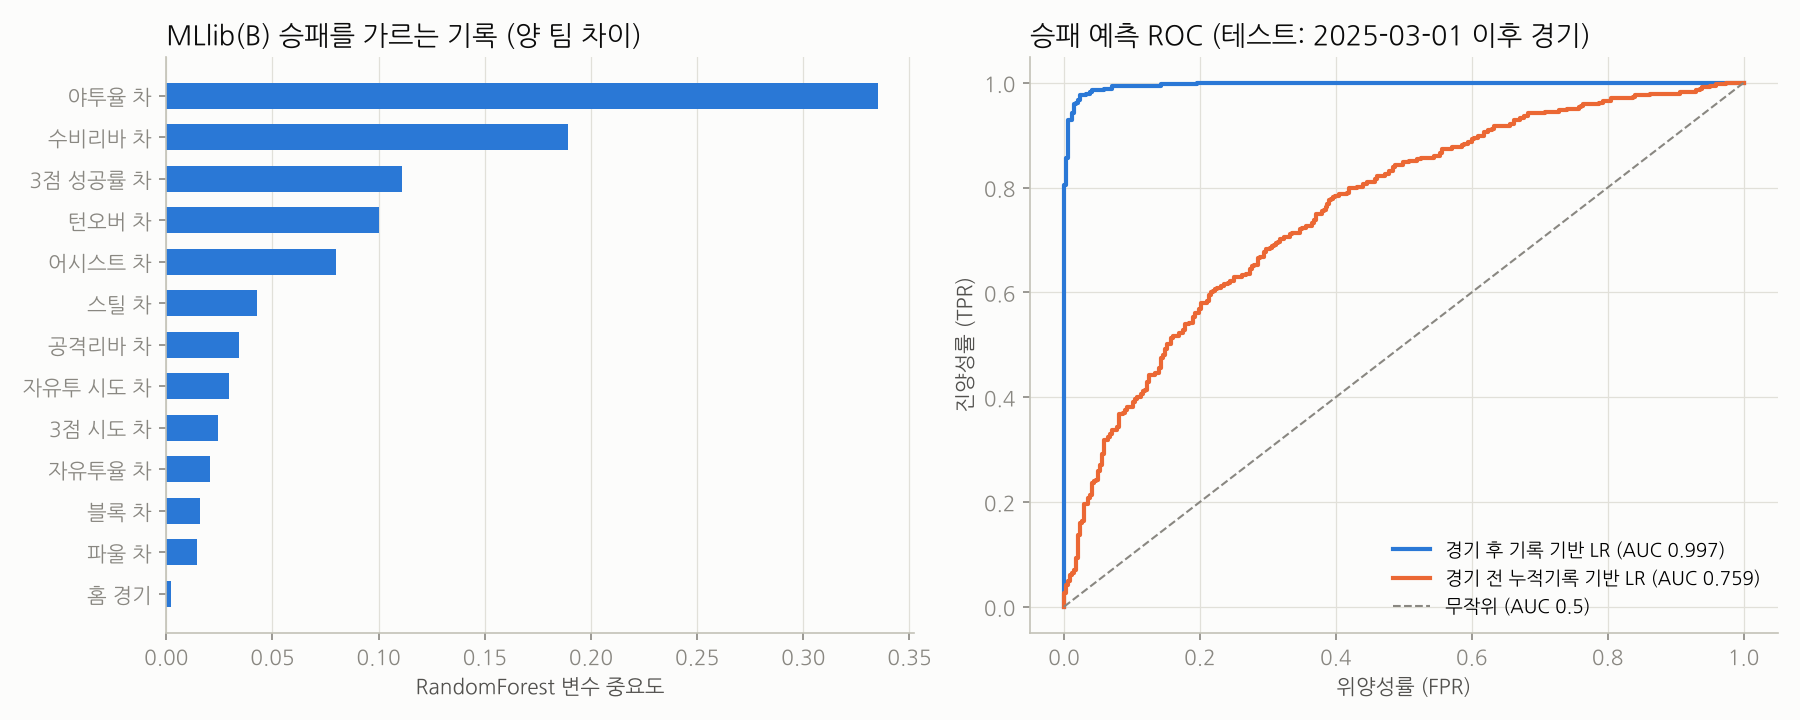 MLlib(B) 승패를 가르는 기록 (양 팀 차이)
야투율 차
수비리바 차
3점 성공률 차
턴오버 차
어시스트 차
스틸 차
공격리바 차
자유투 시도 차
3점 시도 차
자유투율 차
블록 차
파울 차
홈 경기
0.00 0.05 0.10 0.15 0.20 0.25 0.30 0.35
RandomForest 변수 중요도
승패 예측 ROC (테스트: 2025-03-01 이후 경기)
진양성률 (TPR)
1.0
0.8
0.6
0.4
0.2
0.0
경기 후 기록 기반 LR (AUC 0.997)
경기 전 누적기록 기반 LR (AUC 0.759)
무작위 (AUC 0.5)
0.0 0.2 0.4 0.6 0.8 1.0
위양성률 (FPR)